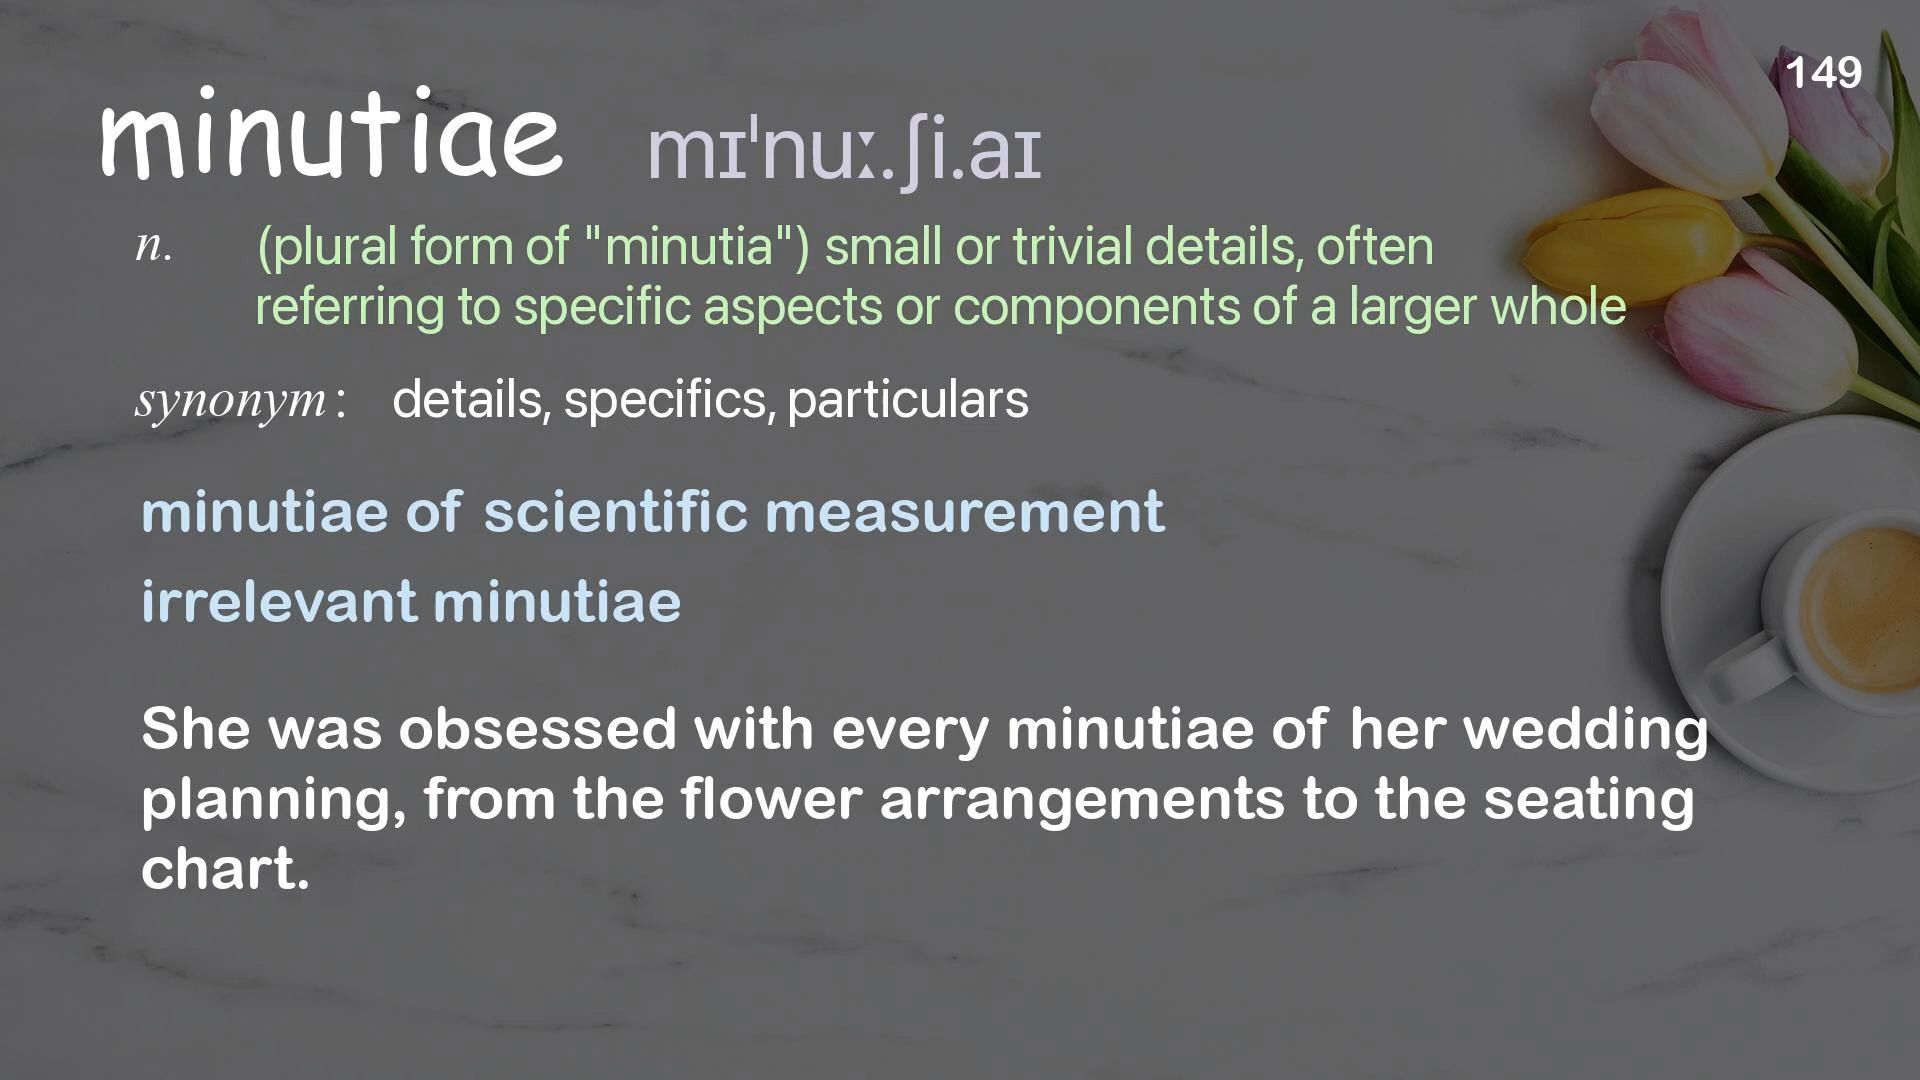 149
minutiae mɪˈnuː.ʃi.aɪ
n. (plural form of "minutia") small or trivial details, often
referring to specific aspects or components of a larger whole
synonym : details, specifics, particulars
minutiae of scientific measurement
irrelevant minutiae
She was obsessed with every minutiae of her wedding
planning, from the flower arrangements to the seating
chart.